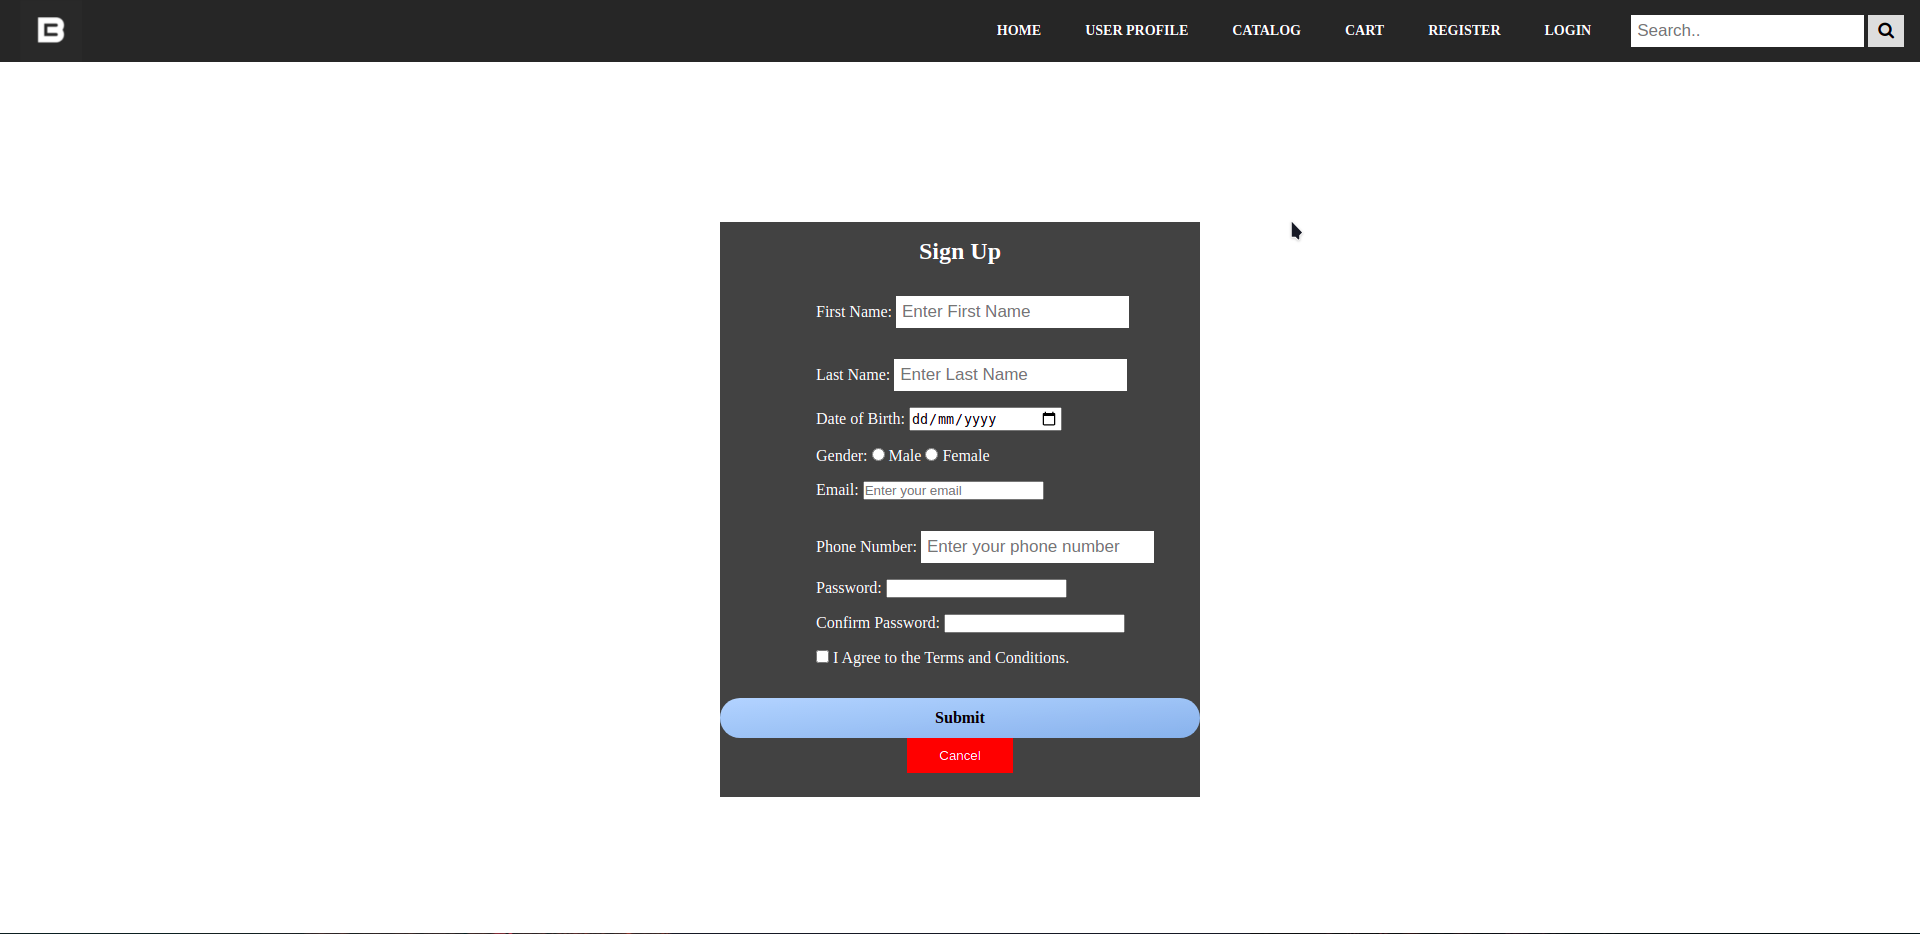 HOME USER PROFILE CATALOG CART REGISTER LOGIN Search..
Sign Up
First Name: Enter First Name
Last Name: Enter Last Name
Date of Birth: dd/mm/yyyy
Gender: Male Female
Email: Enter your email
Phone Number: Enter your phone number
Password:
Confirm Password:
I Agree to the Terms and Conditions.
Submit
Cancel